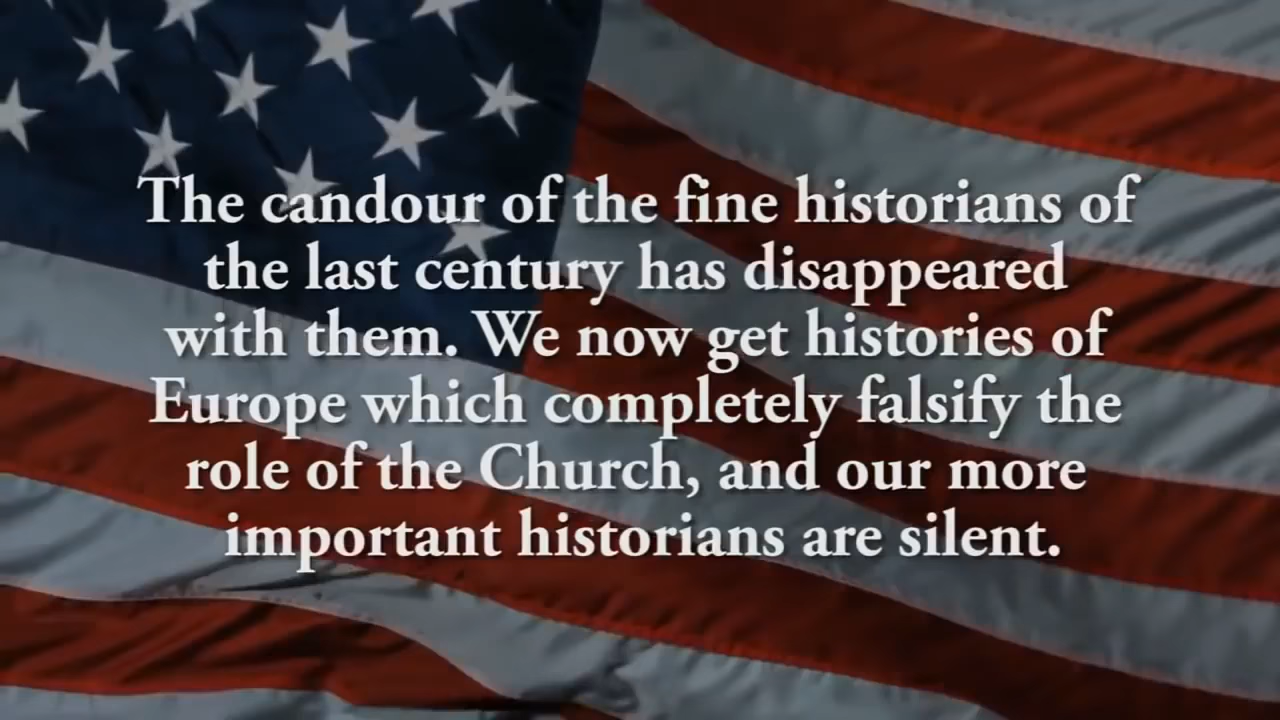 The candour of the fine historians of
the last century has disappeared
with them. We now get histories of
Europe which completely falsify the
role of the Church, and our more
important historians are silent.